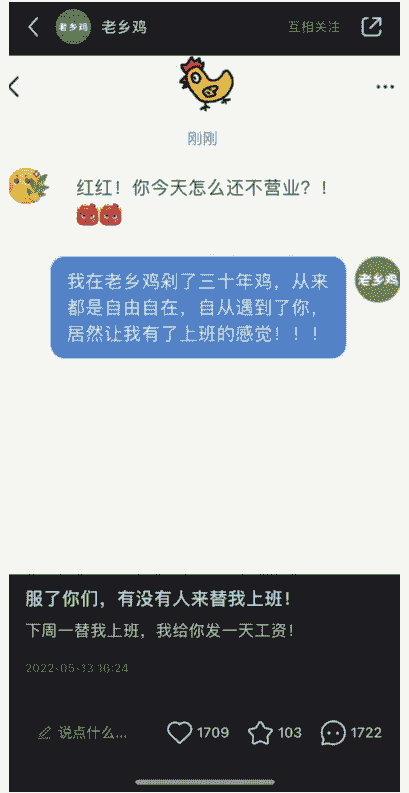 老乡鸡
老乡鸡
互相关注
刚刚
红红！你今天怎么还不营业？！
我在老乡鸡剁了三十年鸡，从来
都是自由自在，自从遇到了你，
居然让我有了上班的感觉！！！
老乡鸡
服了你们，有没有人来替我上班！
下周一替我上班，我给你发一天工资！
2022-05-13 16:24
说点什么...
1709
103
1722